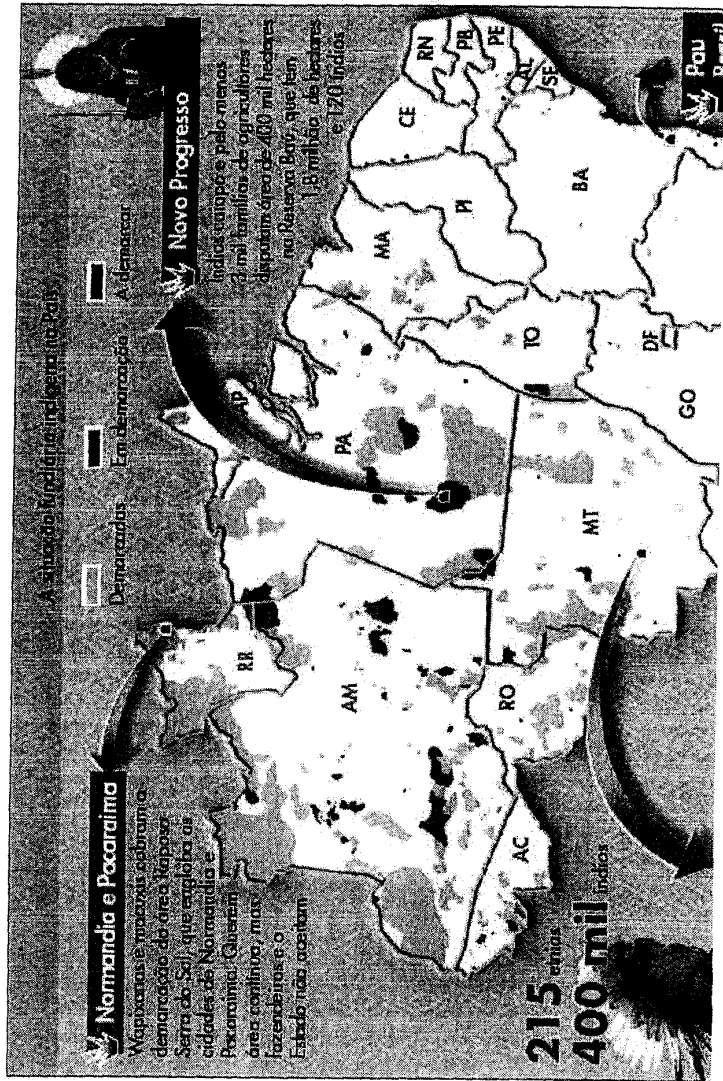 A situação fundiária indígena no País
Demarcadas
Em demarcação
A demarcar
Normandia e Pacaraima
Wapixanas e macuxis cobram a
demarcação da área Raposa
Serra do Sol, que engloba as
cidades de Normandia e
Pacaraima. Querem
área contínua, mas
fazendeiros e o
Estado não aceitam
Novo Progresso
Índios caiapó e pelo menos
mil famílias de agricultores
disputam área de 400 mil hectares
na Reserva Baú, que tem
1,8 milhão de hectares
e 120 índios
RR
AP
AM
PA
MA
CE
RN
PB
PE
AL
SE
PI
AC
RO
MT
TO
BA
DF
GO
215 etnias
400 mil índios
Pau